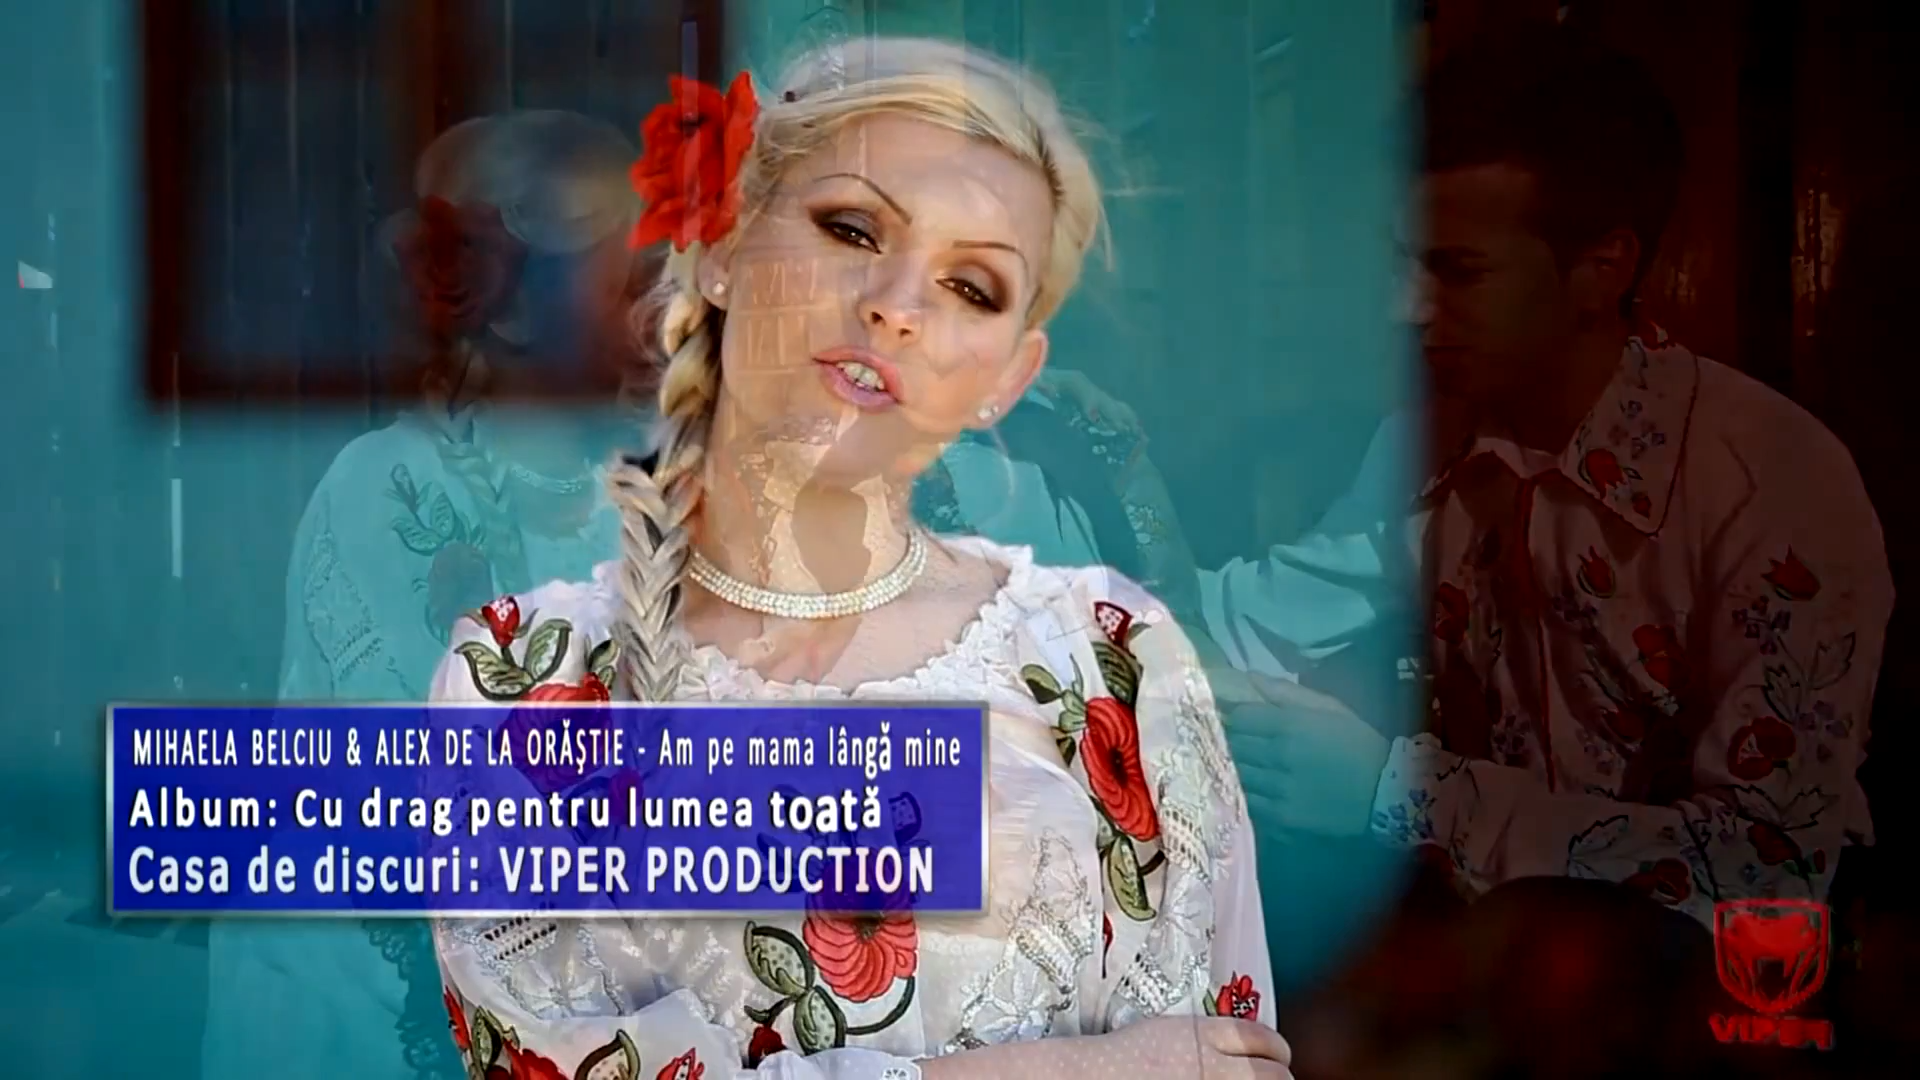 MIHAELA BELCIU & ALEX DE LA ORĂŞTIE - Am pe mama lângă mine
Album: Cu drag pentru lumea toată
Casa de discuri: VIPER PRODUCTION
VIPER